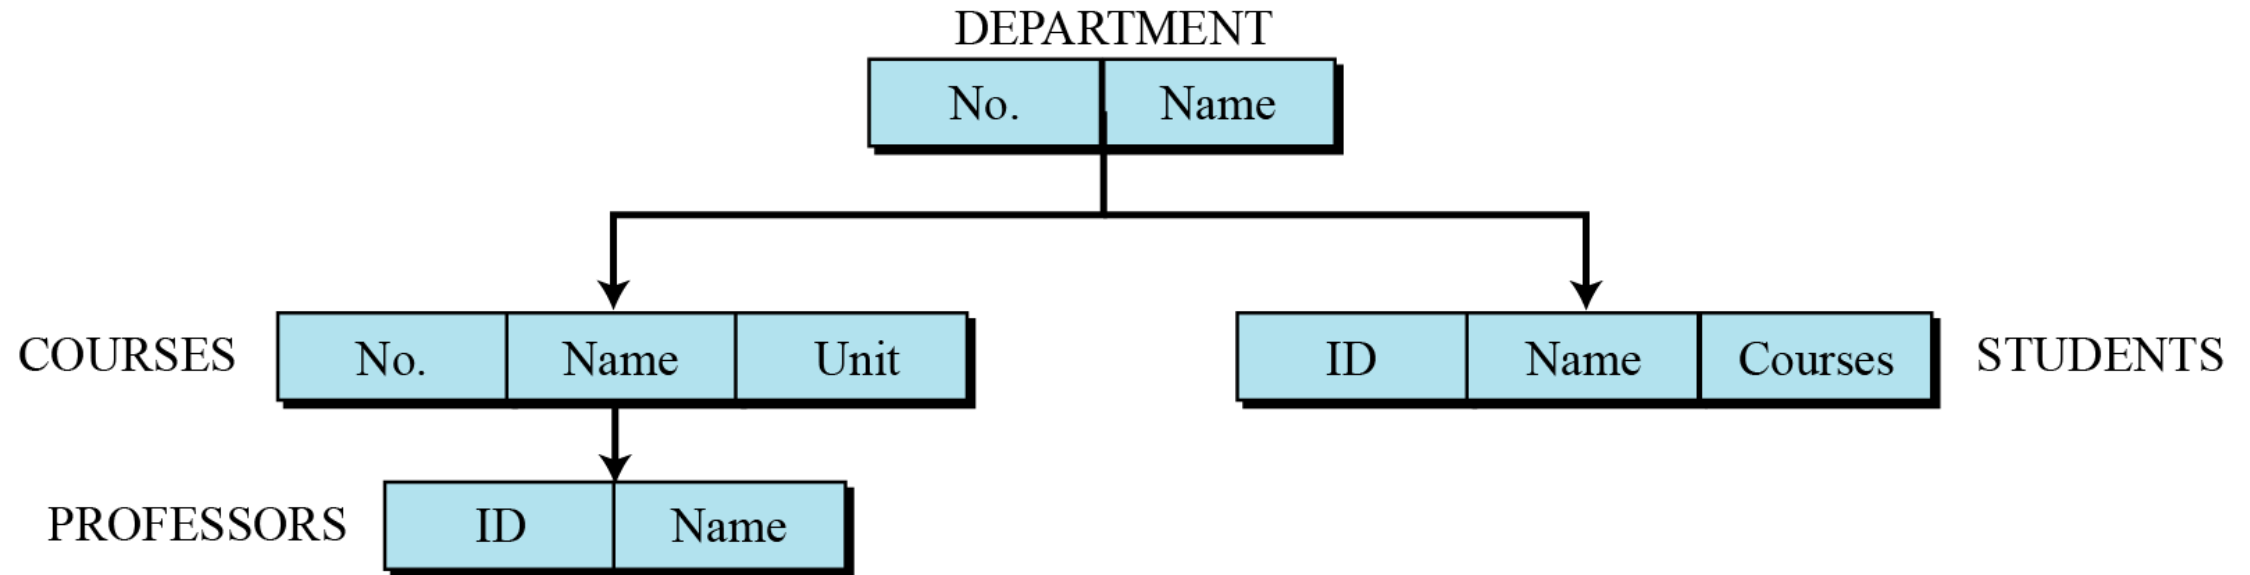 DEPARTMENT
No. Name
COURSES No. Name Unit
ID Name Courses STUDENTS
PROFESSORS ID Name